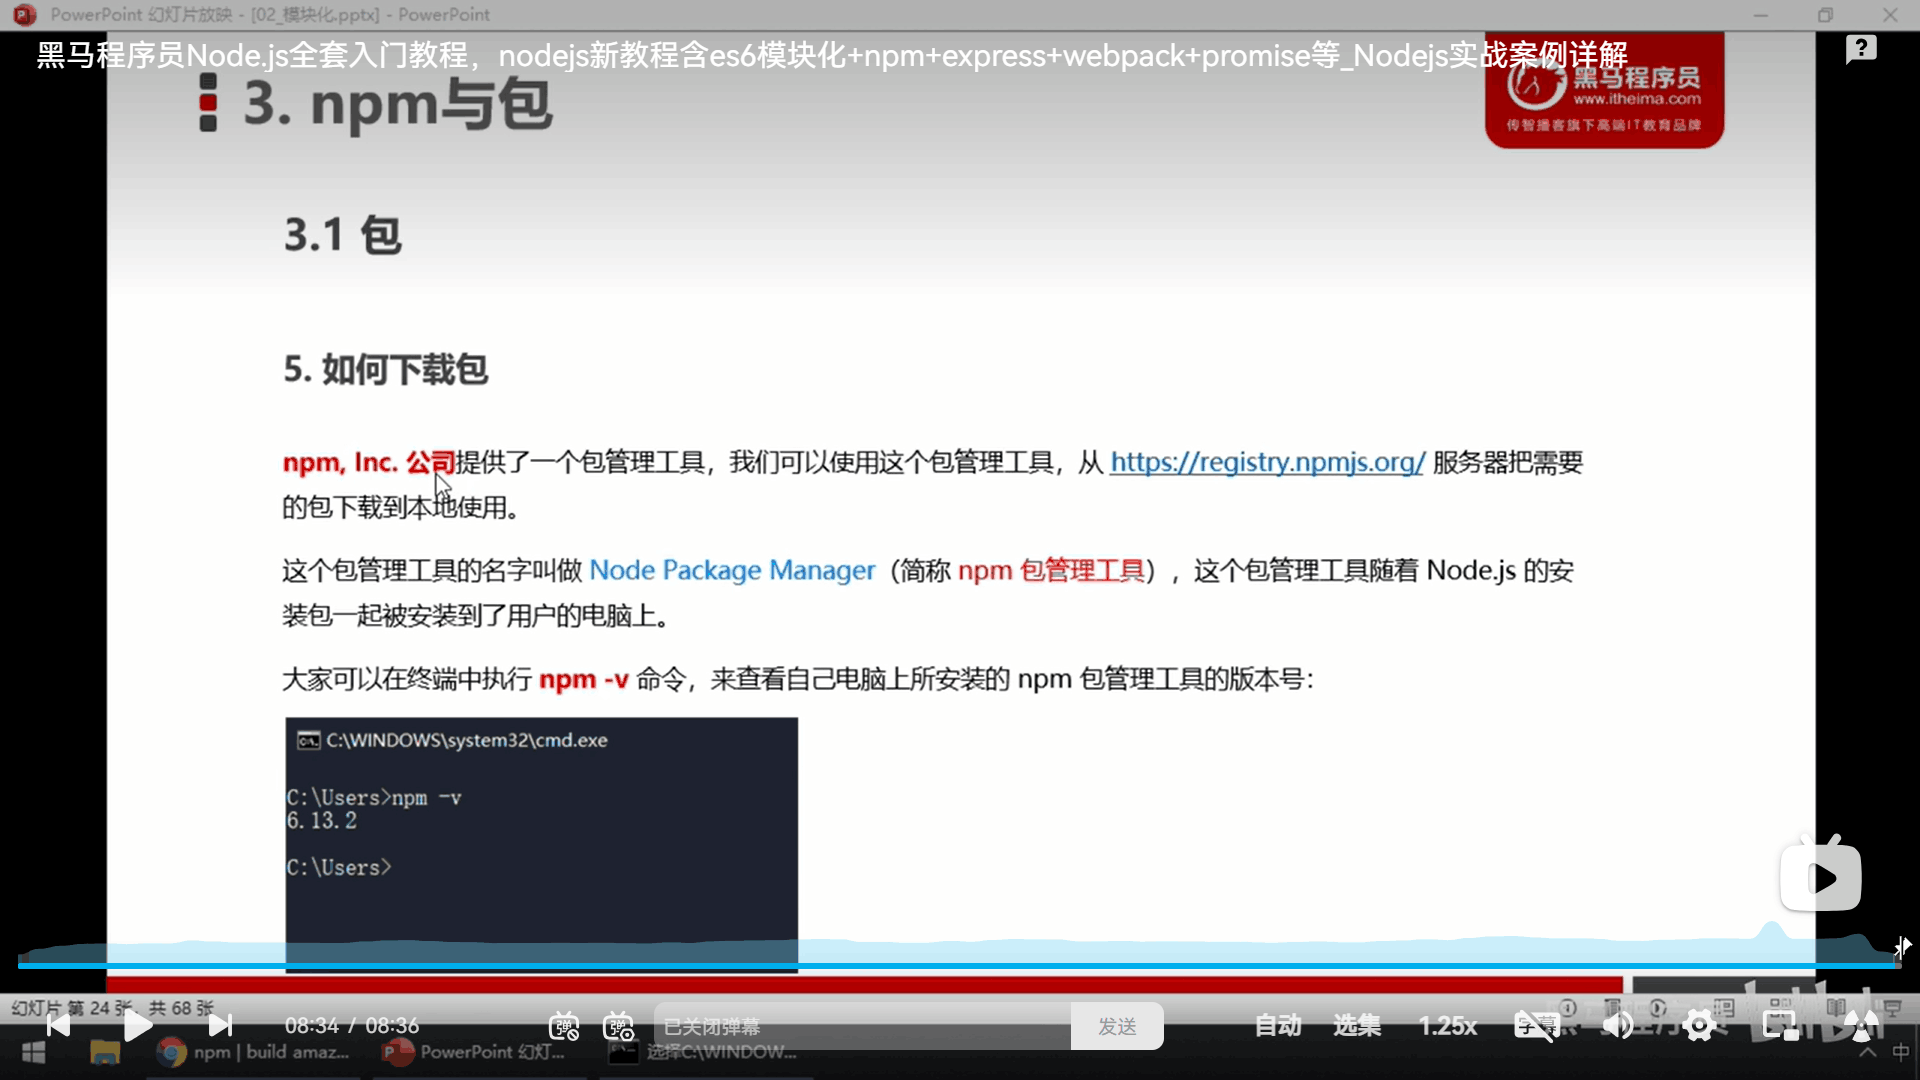 PowerPoint 幻灯片放映 - [02_模块化.pptx] - PowerPoint
黑马程序员Node.js全套入门教程，nodejs新教程含es6模块化+npm+express+webpack+promise等_Nodejs实战案例详解
3. npm与包
黑马程序员
www.itheima.com
传智播客旗下高端IT教育品牌
3.1 包
5. 如何下载包
npm, Inc. 公司提供了一个包管理工具，我们可以使用这个包管理工具，从 https://registry.npmjs.org/ 服务器把需要
的包下载到本地使用。
这个包管理工具的名字叫做 Node Package Manager（简称 npm 包管理工具），这个包管理工具随着 Node.js 的安
装包一起被安装到了用户的电脑上。
大家可以在终端中执行 npm -v 命令，来查看自己电脑上所安装的 npm 包管理工具的版本号：
C:\WINDOWS\system32\cmd.exe
C:\Users>npm -v
6.13.2
C:\Users>
幻灯片 第 24 张，共 68 张
08:34 / 08:36
弹
弹
已关闭弹幕
发送
自动
选集
1.25x
字幕
黑马程序员
bilibili
npm | build amaz...
PowerPoint 幻灯...
选择C:\WINDOW...
中